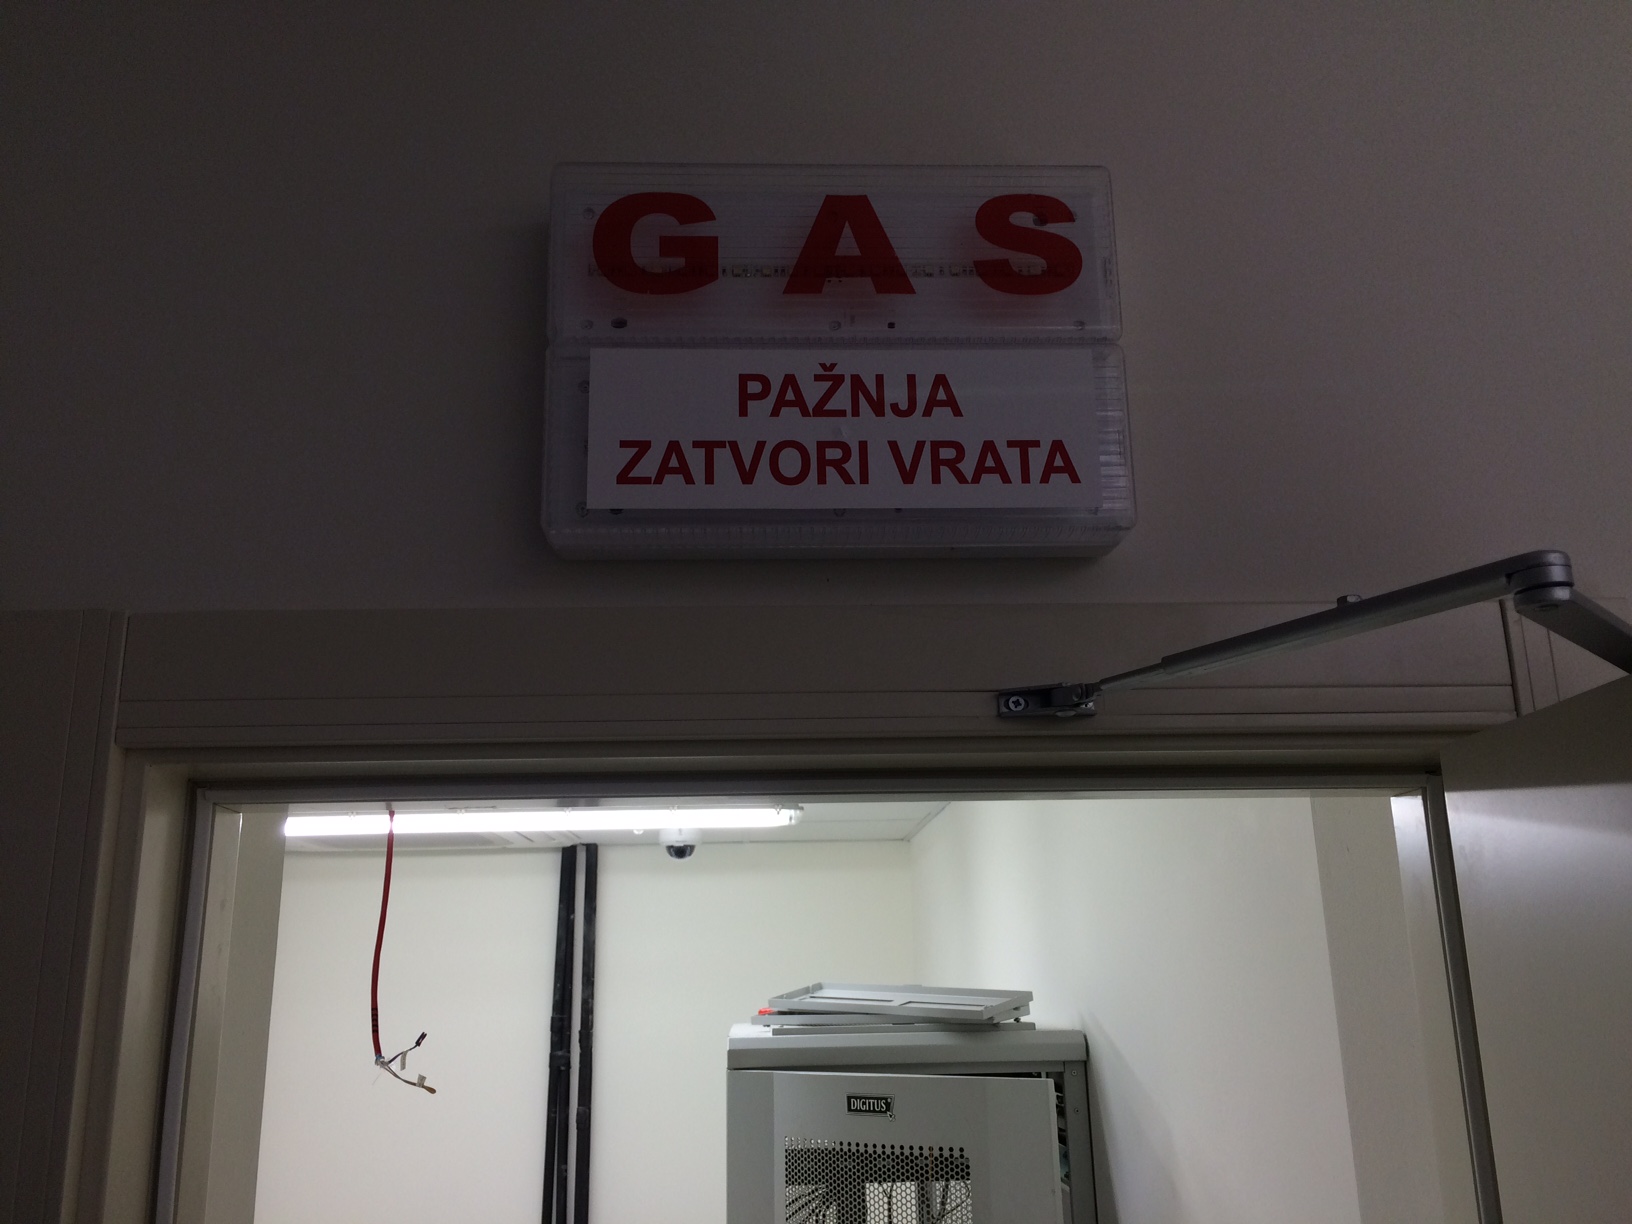 GAS
PAŽNJA
ZATVORI VRATA
DIGITUS